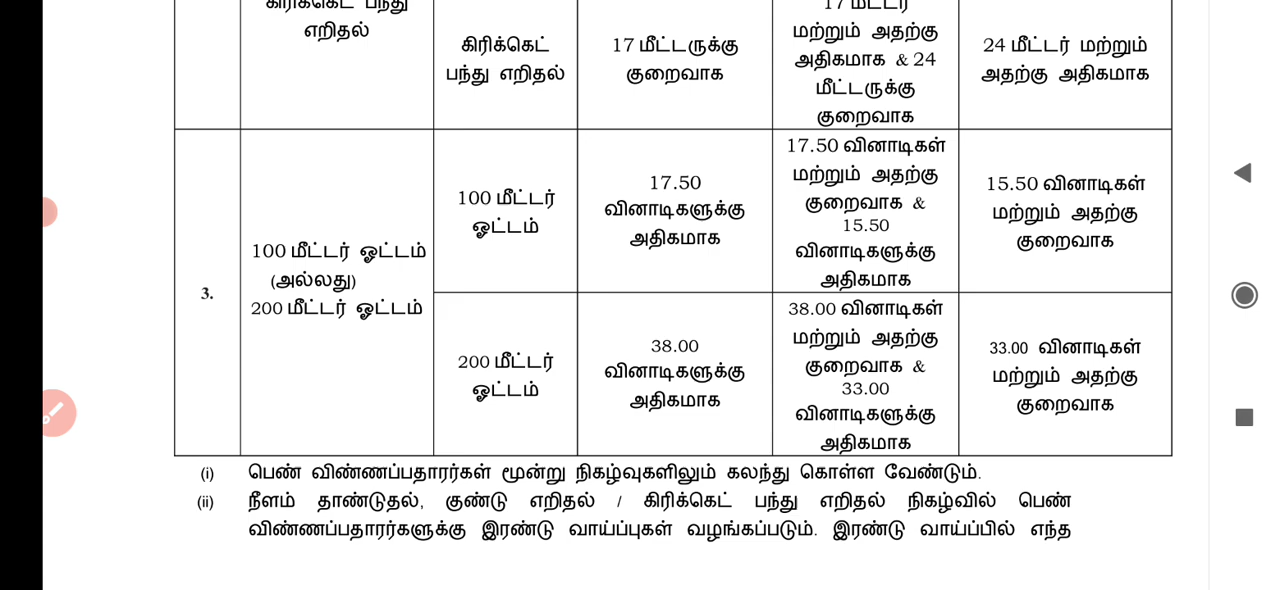 கிரிக்கெட் பந்து
எறிதல்
கிரிக்கெட்
பந்து எறிதல்
17 மீட்டருக்கு
குறைவாக
17 மீட்டர்
மற்றும் அதற்கு
அதிகமாக & 24
மீட்டருக்கு
குறைவாக
24 மீட்டர் மற்றும்
அதற்கு அதிகமாக
3.
100 மீட்டர் ஓட்டம்
(அல்லது)
200 மீட்டர் ஓட்டம்
100 மீட்டர்
ஓட்டம்
17.50
வினாடிகளுக்கு
அதிகமாக
17.50 வினாடிகள்
மற்றும் அதற்கு
குறைவாக &
15.50
வினாடிகளுக்கு
அதிகமாக
15.50 வினாடிகள்
மற்றும் அதற்கு
குறைவாக
200 மீட்டர்
ஓட்டம்
38.00
வினாடிகளுக்கு
அதிகமாக
38.00 வினாடிகள்
மற்றும் அதற்கு
குறைவாக &
33.00
வினாடிகளுக்கு
அதிகமாக
33.00 வினாடிகள்
மற்றும் அதற்கு
குறைவாக
(i) பெண் விண்ணப்பதாரர்கள் மூன்று நிகழ்வுகளிலும் கலந்து கொள்ள வேண்டும்.
(ii) நீளம் தாண்டுதல், குண்டு எறிதல் / கிரிக்கெட் பந்து எறிதல் நிகழ்வில் பெண்
விண்ணப்பதாரர்களுக்கு இரண்டு வாய்ப்புகள் வழங்கப்படும். இரண்டு வாய்ப்பில் எந்த